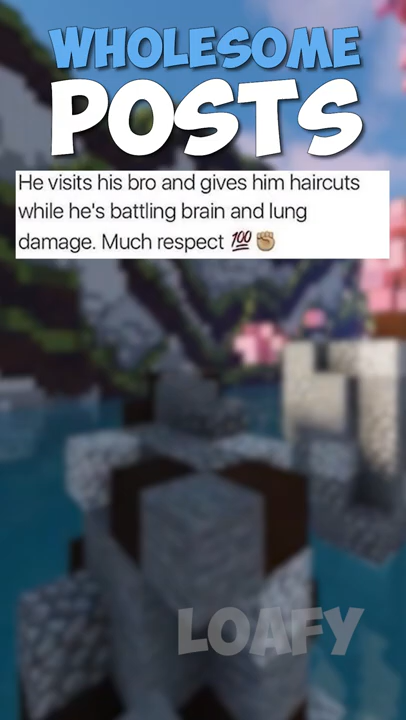 WHOLESOME
POSTS
He visits his bro and gives him haircuts
while he's battling brain and lung
damage. Much respect 💯✊🏽
LOAFY